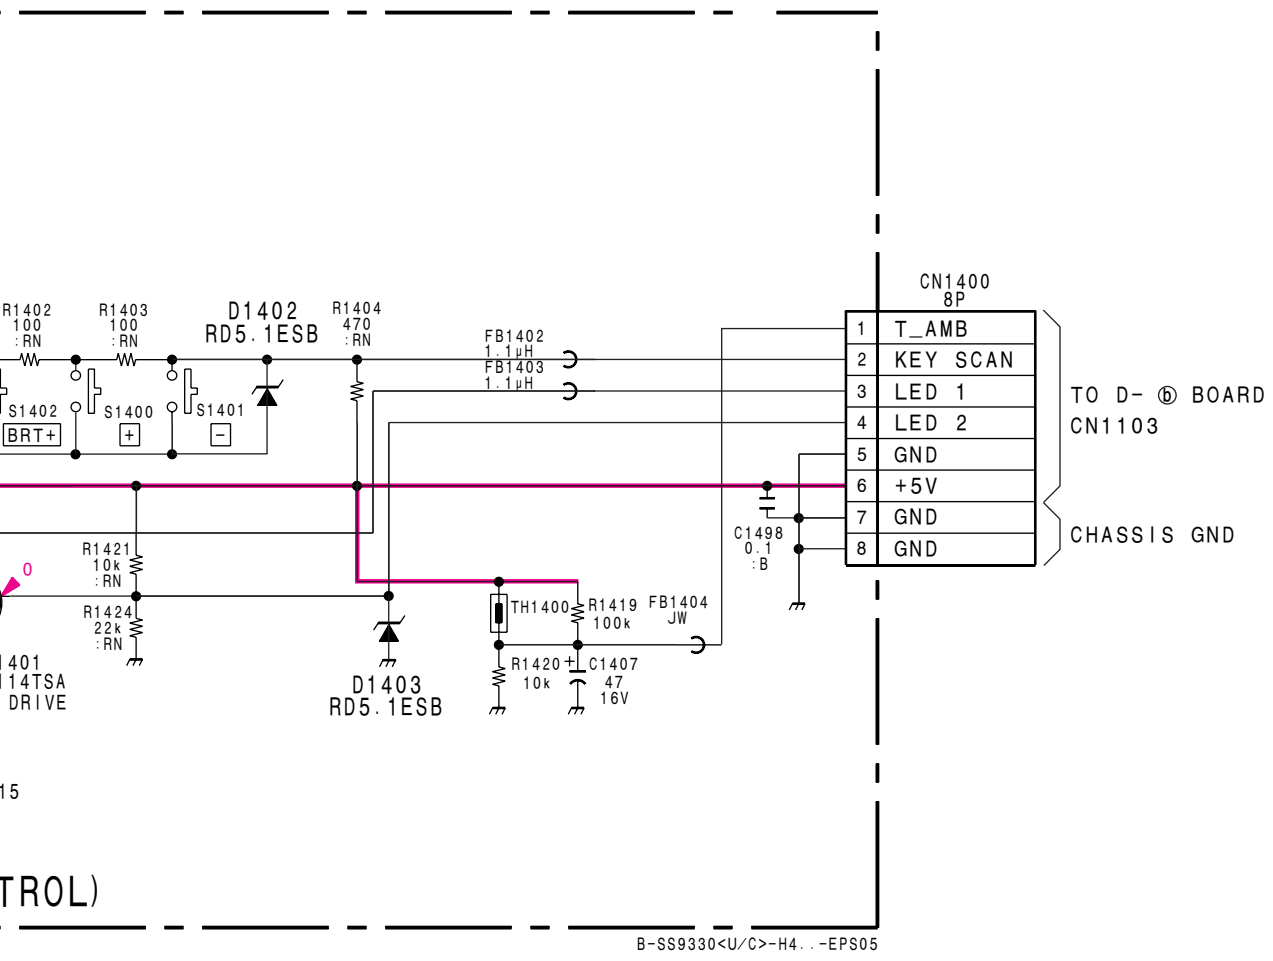 CN1400
8P
1 T_AMB
2 KEY SCAN
3 LED 1
4 LED 2
5 GND
6 +5V
7 GND
8 GND
TO D- ⓑ BOARD
CN1103
CHASSIS GND
R1402
100
:RN
R1403
100
:RN
D1402
RD5.1ESB
R1404
470
:RN
FB1402
1.1µH
FB1403
1.1µH
S1402
BRT+
S1400
+
S1401
-
C1498
0.1
:B
R1421
10k
:RN
0
R1424
22k
:RN
TH1400
R1419
100k
FB1404
JW
R1420
10k
+
C1407
47
16V
D1403
RD5.1ESB
1401
114TSA
DRIVE
15
TROL)
B-SS9330<U/C>-H4..-EPS05